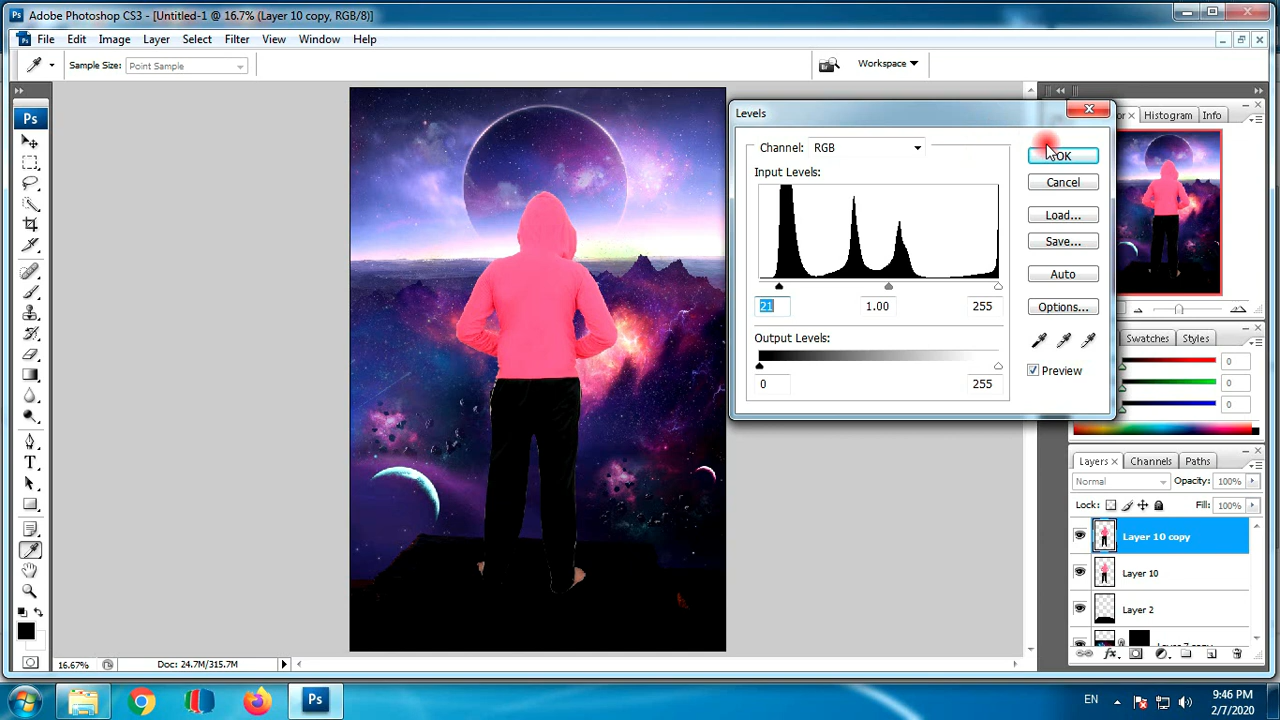 Ps Adobe Photoshop CS3 - [Untitled-1 @ 16.7% (Layer 10 copy, RGB/8)]
File Edit Image Layer Select Filter View Window Help
Sample Size: Point Sample Workspace
Ps
Histogram Info
Levels
Channel: RGB
OK
Input Levels:
Cancel
Load...
Save...
Auto
21 1.00 255
Options...
Output Levels:
Preview
0 255
Swatches Styles
0
0
0
Layers Channels Paths
Normal Opacity: 100%
Lock: Fill: 100%
Layer 10 copy
Layer 10
Layer 2
T
16.67% Doc: 24.7M/315.7M
Ps EN 9:46 PM
2/7/2020